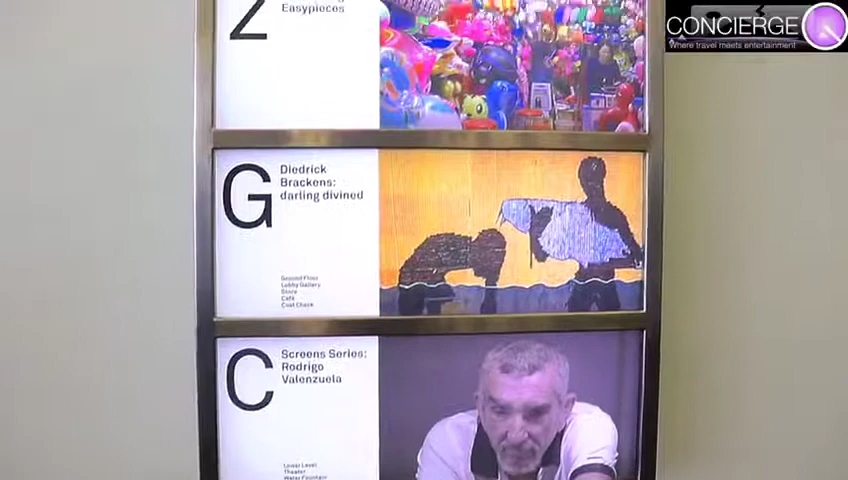 CONCIERGE
Where travel meets entertainment
2
Easypieces
G
Diedrick
Brackens:
darling divined
Second Floor
Lobby Gallery
Store
Café
Coat Check
C
Screens Series:
Rodrigo
Valenzuela
Lower Level
Theater
Water Fountain